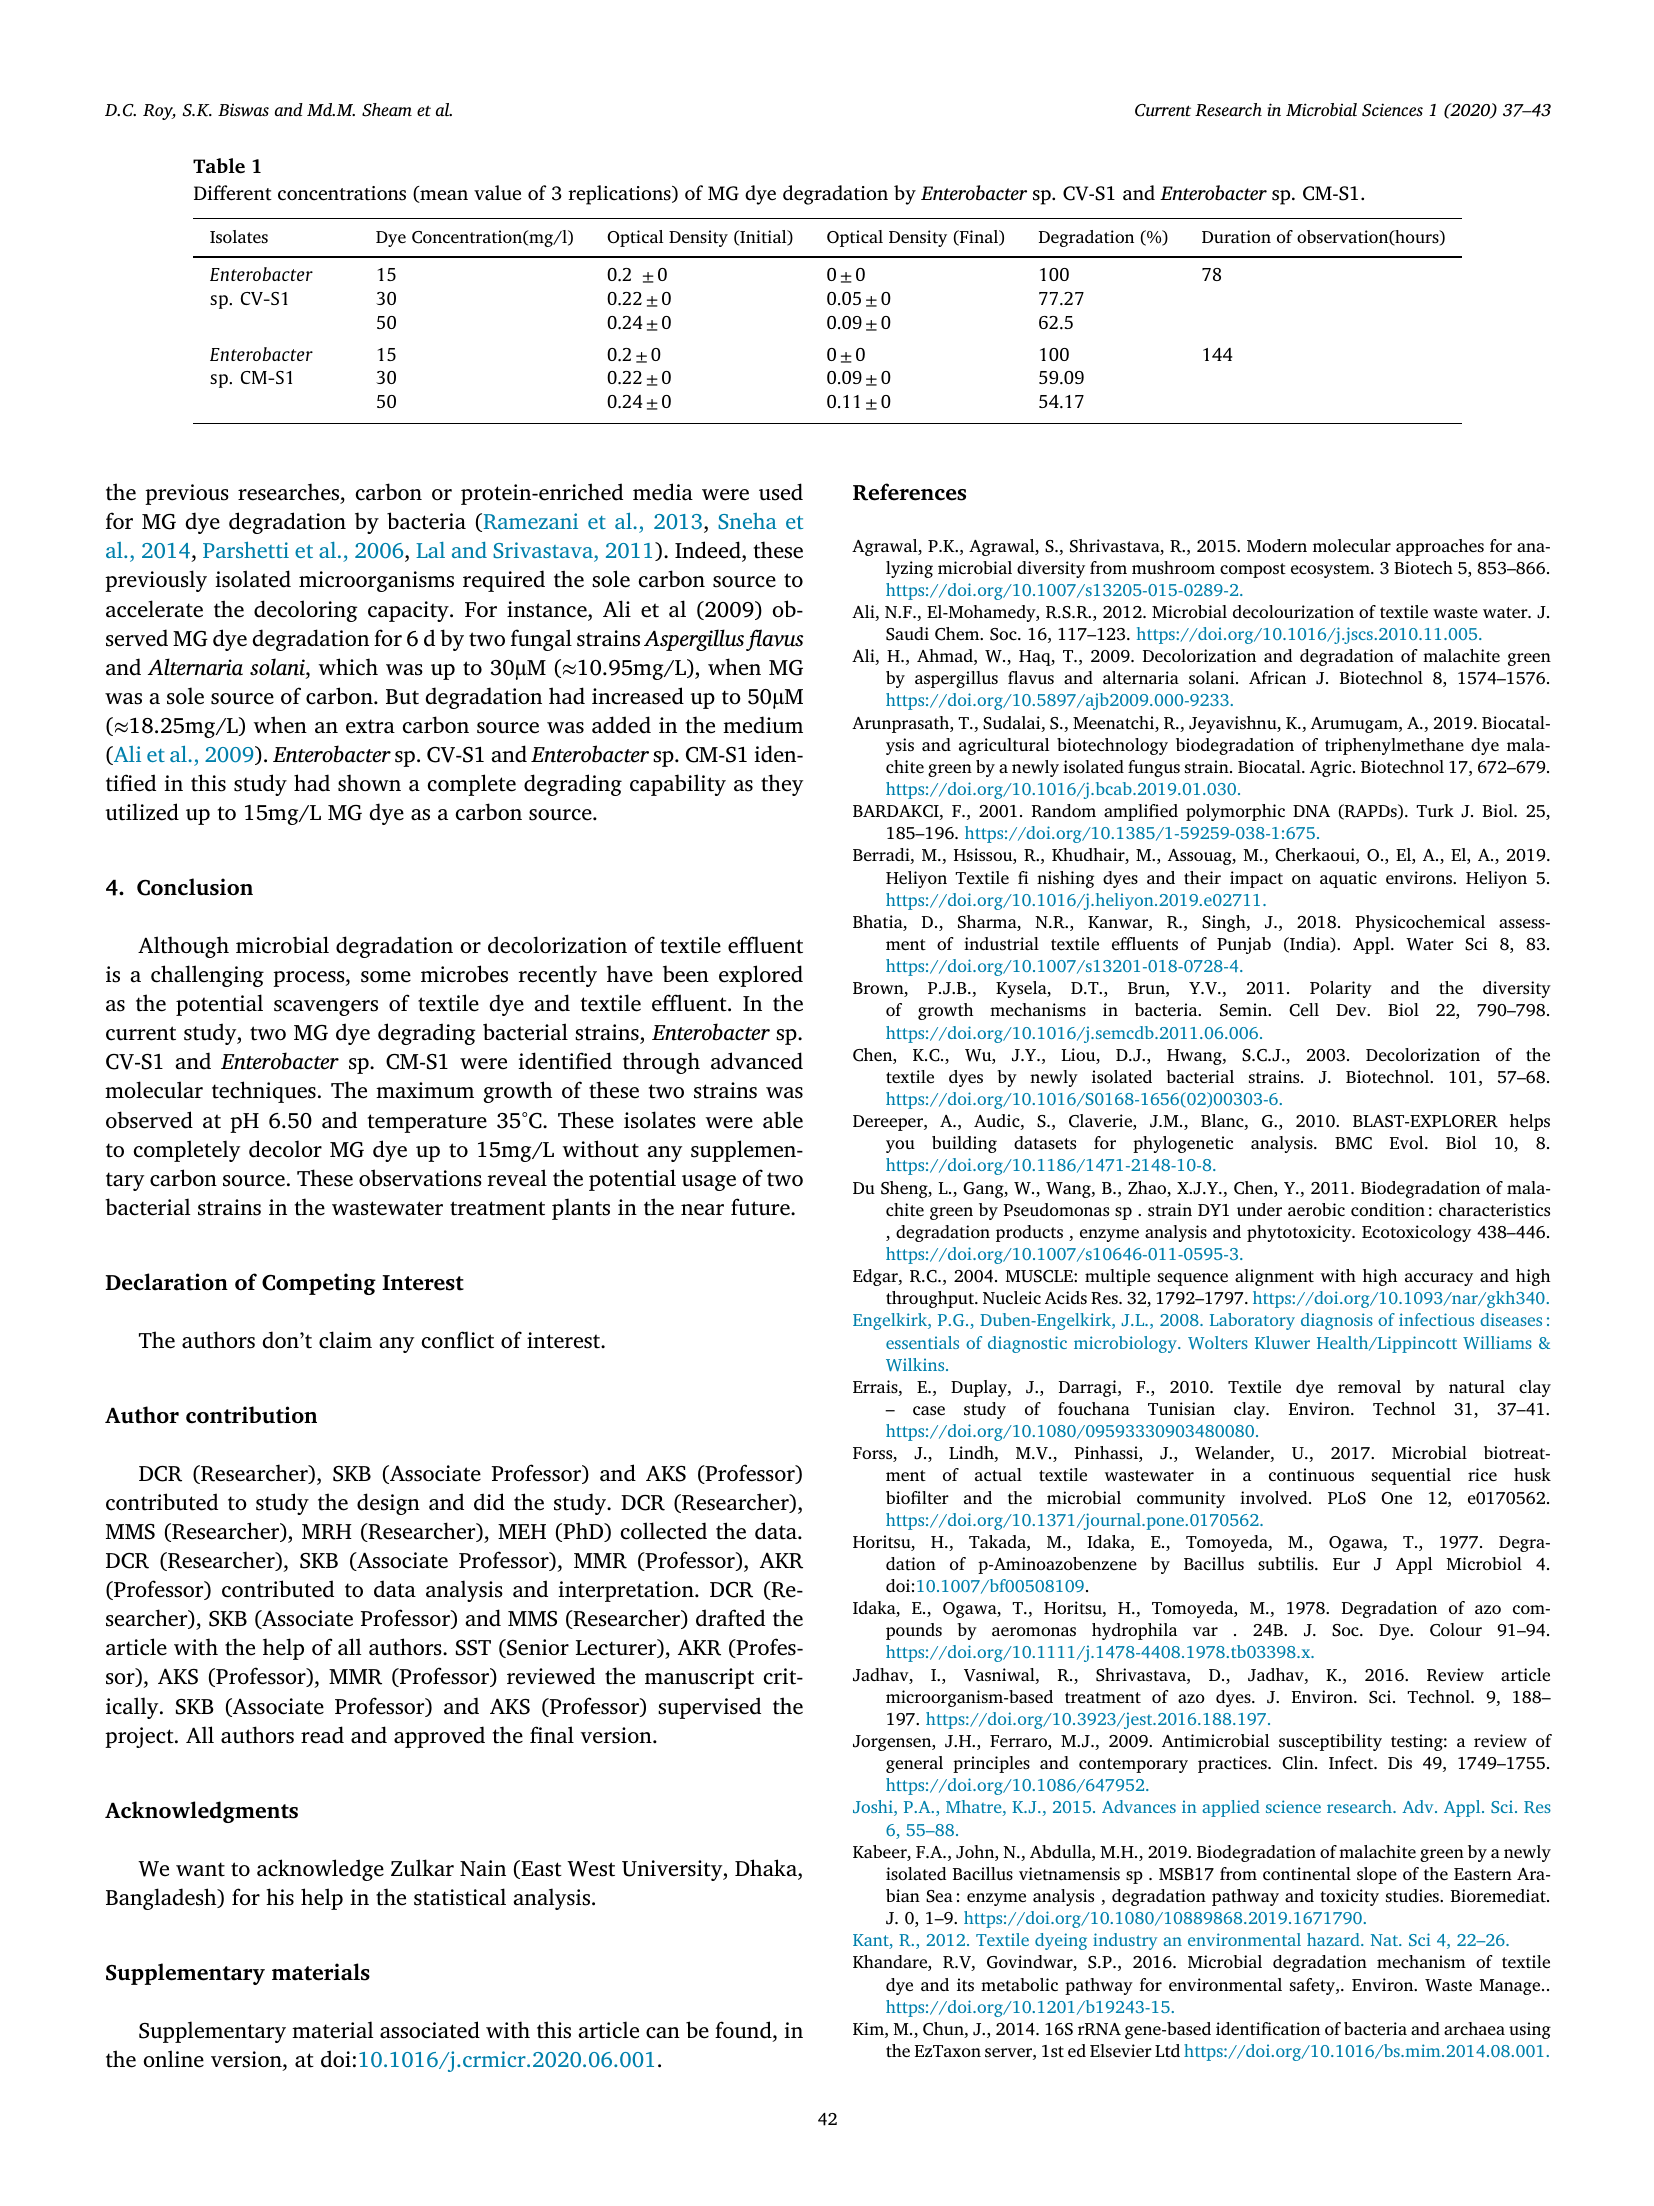 D.C. Roy, S.K. Biswas and Md.M. Sheam et al.
Current Research in Microbial Sciences 1 (2020) 37–43
Table 1
Different concentrations (mean value of 3 replications) of MG dye degradation by Enterobacter sp. CV-S1 and Enterobacter sp. CM-S1.
Isolates Dye Concentration(mg/l) Optical Density (Initial) Optical Density (Final) Degradation (%) Duration of observation(hours)
Enterobacter 15 0.2 ±0 0±0 100 78
sp. CV-S1 30 0.22±0 0.05±0 77.27
50 0.24±0 0.09±0 62.5
Enterobacter 15 0.2±0 0±0 100 144
sp. CM-S1 30 0.22±0 0.09±0 59.09
50 0.24±0 0.11±0 54.17
the previous researches, carbon or protein-enriched media were used
for MG dye degradation by bacteria (Ramezani et al., 2013, Sneha et
al., 2014, Parshetti et al., 2006, Lal and Srivastava, 2011). Indeed, these
previously isolated microorganisms required the sole carbon source to
accelerate the decoloring capacity. For instance, Ali et al (2009) ob-
served MG dye degradation for 6 d by two fungal strains Aspergillus flavus
and Alternaria solani, which was up to 30μM (≈10.95mg/L), when MG
was a sole source of carbon. But degradation had increased up to 50μM
(≈18.25mg/L) when an extra carbon source was added in the medium
(Ali et al., 2009). Enterobacter sp. CV-S1 and Enterobacter sp. CM-S1 iden-
tified in this study had shown a complete degrading capability as they
utilized up to 15mg/L MG dye as a carbon source.
4. Conclusion
Although microbial degradation or decolorization of textile effluent
is a challenging process, some microbes recently have been explored
as the potential scavengers of textile dye and textile effluent. In the
current study, two MG dye degrading bacterial strains, Enterobacter sp.
CV-S1 and Enterobacter sp. CM-S1 were identified through advanced
molecular techniques. The maximum growth of these two strains was
observed at pH 6.50 and temperature 35°C. These isolates were able
to completely decolor MG dye up to 15mg/L without any supplemen-
tary carbon source. These observations reveal the potential usage of two
bacterial strains in the wastewater treatment plants in the near future.
Declaration of Competing Interest
The authors don’t claim any conflict of interest.
Author contribution
DCR (Researcher), SKB (Associate Professor) and AKS (Professor)
contributed to study the design and did the study. DCR (Researcher),
MMS (Researcher), MRH (Researcher), MEH (PhD) collected the data.
DCR (Researcher), SKB (Associate Professor), MMR (Professor), AKR
(Professor) contributed to data analysis and interpretation. DCR (Re-
searcher), SKB (Associate Professor) and MMS (Researcher) drafted the
article with the help of all authors. SST (Senior Lecturer), AKR (Profes-
sor), AKS (Professor), MMR (Professor) reviewed the manuscript crit-
ically. SKB (Associate Professor) and AKS (Professor) supervised the
project. All authors read and approved the final version.
Acknowledgments
We want to acknowledge Zulkar Nain (East West University, Dhaka,
Bangladesh) for his help in the statistical analysis.
Supplementary materials
Supplementary material associated with this article can be found, in
the online version, at doi:10.1016/j.crmicr.2020.06.001.
References
Agrawal, P.K., Agrawal, S., Shrivastava, R., 2015. Modern molecular approaches for ana-
lyzing microbial diversity from mushroom compost ecosystem. 3 Biotech 5, 853–866.
https://doi.org/10.1007/s13205-015-0289-2.
Ali, N.F., El-Mohamedy, R.S.R., 2012. Microbial decolourization of textile waste water. J.
Saudi Chem. Soc. 16, 117–123. https://doi.org/10.1016/j.jscs.2010.11.005.
Ali, H., Ahmad, W., Haq, T., 2009. Decolorization and degradation of malachite green
by aspergillus flavus and alternaria solani. African J. Biotechnol 8, 1574–1576.
https://doi.org/10.5897/ajb2009.000-9233.
Arunprasath, T., Sudalai, S., Meenatchi, R., Jeyavishnu, K., Arumugam, A., 2019. Biocatal-
ysis and agricultural biotechnology biodegradation of triphenylmethane dye mala-
chite green by a newly isolated fungus strain. Biocatal. Agric. Biotechnol 17, 672–679.
https://doi.org/10.1016/j.bcab.2019.01.030.
BARDAKCI, F., 2001. Random amplified polymorphic DNA (RAPDs). Turk J. Biol. 25,
185–196. https://doi.org/10.1385/1-59259-038-1:675.
Berradi, M., Hsissou, R., Khudhair, M., Assouag, M., Cherkaoui, O., El, A., El, A., 2019.
Heliyon Textile fi nishing dyes and their impact on aquatic environs. Heliyon 5.
https://doi.org/10.1016/j.heliyon.2019.e02711.
Bhatia, D., Sharma, N.R., Kanwar, R., Singh, J., 2018. Physicochemical assess-
ment of industrial textile effluents of Punjab (India). Appl. Water Sci 8, 83.
https://doi.org/10.1007/s13201-018-0728-4.
Brown, P.J.B., Kysela, D.T., Brun, Y.V., 2011. Polarity and the diversity
of growth mechanisms in bacteria. Semin. Cell Dev. Biol 22, 790–798.
https://doi.org/10.1016/j.semcdb.2011.06.006.
Chen, K.C., Wu, J.Y., Liou, D.J., Hwang, S.C.J., 2003. Decolorization of the
textile dyes by newly isolated bacterial strains. J. Biotechnol. 101, 57–68.
https://doi.org/10.1016/S0168-1656(02)00303-6.
Dereeper, A., Audic, S., Claverie, J.M., Blanc, G., 2010. BLAST-EXPLORER helps
you building datasets for phylogenetic analysis. BMC Evol. Biol 10, 8.
https://doi.org/10.1186/1471-2148-10-8.
Du Sheng, L., Gang, W., Wang, B., Zhao, X.J.Y., Chen, Y., 2011. Biodegradation of mala-
chite green by Pseudomonas sp . strain DY1 under aerobic condition : characteristics
, degradation products , enzyme analysis and phytotoxicity. Ecotoxicology 438–446.
https://doi.org/10.1007/s10646-011-0595-3.
Edgar, R.C., 2004. MUSCLE: multiple sequence alignment with high accuracy and high
throughput. Nucleic Acids Res. 32, 1792–1797. https://doi.org/10.1093/nar/gkh340.
Engelkirk, P.G., Duben-Engelkirk, J.L., 2008. Laboratory diagnosis of infectious diseases :
essentials of diagnostic microbiology. Wolters Kluwer Health/Lippincott Williams &
Wilkins.
Errais, E., Duplay, J., Darragi, F., 2010. Textile dye removal by natural clay
– case study of fouchana Tunisian clay. Environ. Technol 31, 37–41.
https://doi.org/10.1080/09593330903480080.
Forss, J., Lindh, M.V., Pinhassi, J., Welander, U., 2017. Microbial biotreat-
ment of actual textile wastewater in a continuous sequential rice husk
biofilter and the microbial community involved. PLoS One 12, e0170562.
https://doi.org/10.1371/journal.pone.0170562.
Horitsu, H., Takada, M., Idaka, E., Tomoyeda, M., Ogawa, T., 1977. Degra-
dation of p-Aminoazobenzene by Bacillus subtilis. Eur J Appl Microbiol 4.
doi:10.1007/bf00508109.
Idaka, E., Ogawa, T., Horitsu, H., Tomoyeda, M., 1978. Degradation of azo com-
pounds by aeromonas hydrophila var . 24B. J. Soc. Dye. Colour 91–94.
https://doi.org/10.1111/j.1478-4408.1978.tb03398.x.
Jadhav, I., Vasniwal, R., Shrivastava, D., Jadhav, K., 2016. Review article
microorganism-based treatment of azo dyes. J. Environ. Sci. Technol. 9, 188–
197. https://doi.org/10.3923/jest.2016.188.197.
Jorgensen, J.H., Ferraro, M.J., 2009. Antimicrobial susceptibility testing: a review of
general principles and contemporary practices. Clin. Infect. Dis 49, 1749–1755.
https://doi.org/10.1086/647952.
Joshi, P.A., Mhatre, K.J., 2015. Advances in applied science research. Adv. Appl. Sci. Res
6, 55–88.
Kabeer, F.A., John, N., Abdulla, M.H., 2019. Biodegradation of malachite green by a newly
isolated Bacillus vietnamensis sp . MSB17 from continental slope of the Eastern Ara-
bian Sea : enzyme analysis , degradation pathway and toxicity studies. Bioremediat.
J. 0, 1–9. https://doi.org/10.1080/10889868.2019.1671790.
Kant, R., 2012. Textile dyeing industry an environmental hazard. Nat. Sci 4, 22–26.
Khandare, R.V, Govindwar, S.P., 2016. Microbial degradation mechanism of textile
dye and its metabolic pathway for environmental safety,. Environ. Waste Manage..
https://doi.org/10.1201/b19243-15.
Kim, M., Chun, J., 2014. 16S rRNA gene-based identification of bacteria and archaea using
the EzTaxon server, 1st ed Elsevier Ltd https://doi.org/10.1016/bs.mim.2014.08.001.
42